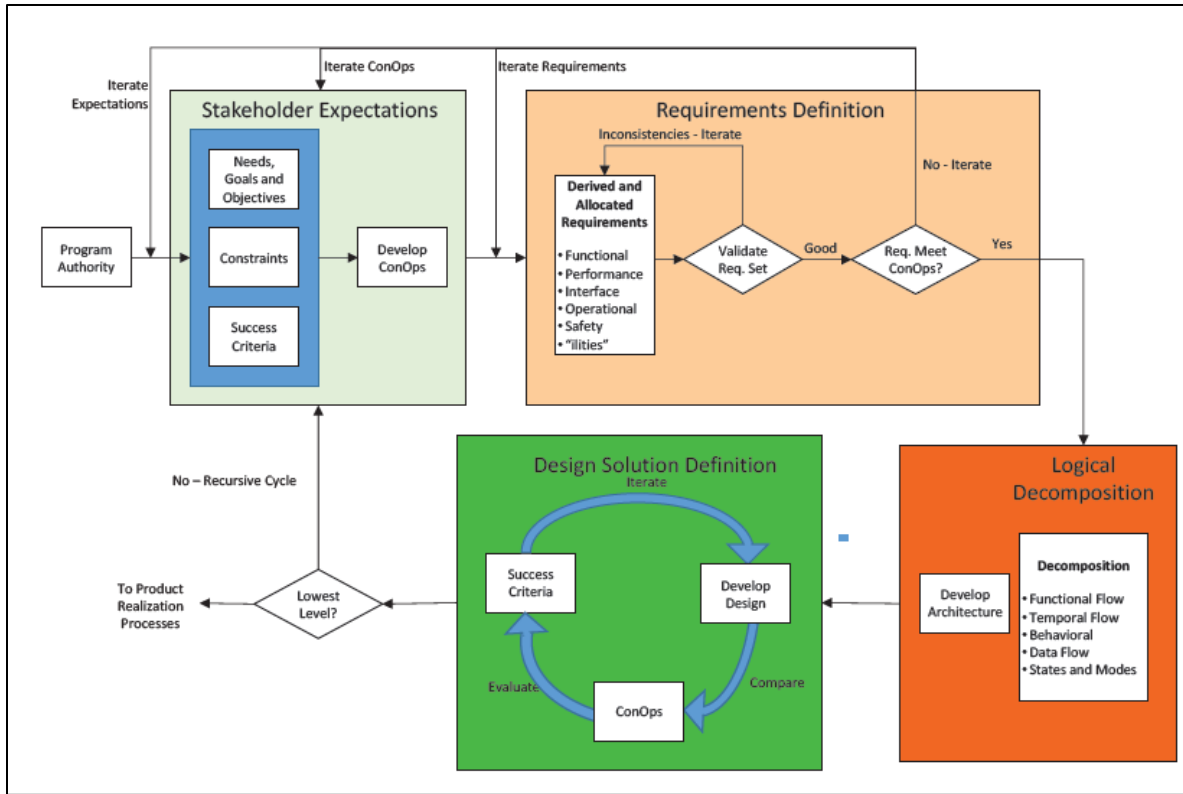 Iterate
Expectations
Iterate ConOps
Iterate Requirements
Stakeholder Expectations
Needs,
Goals and
Objectives
Constraints
Success
Criteria
Program
Authority
Develop
ConOps
Requirements Definition
Inconsistencies - Iterate
No - Iterate
Derived and
Allocated
Requirements
• Functional
• Performance
• Interface
• Operational
• Safety
• "ilities"
Validate
Req. Set
Good
Req. Meet
ConOps?
Yes
Logical
Decomposition
Develop
Architecture
Decomposition
• Functional Flow
• Temporal Flow
• Behavioral
• Data Flow
• States and Modes
Design Solution Definition
Iterate
Success
Criteria
Develop
Design
Evaluate
Compare
ConOps
No – Recursive Cycle
Lowest
Level?
To Product
Realization
Processes